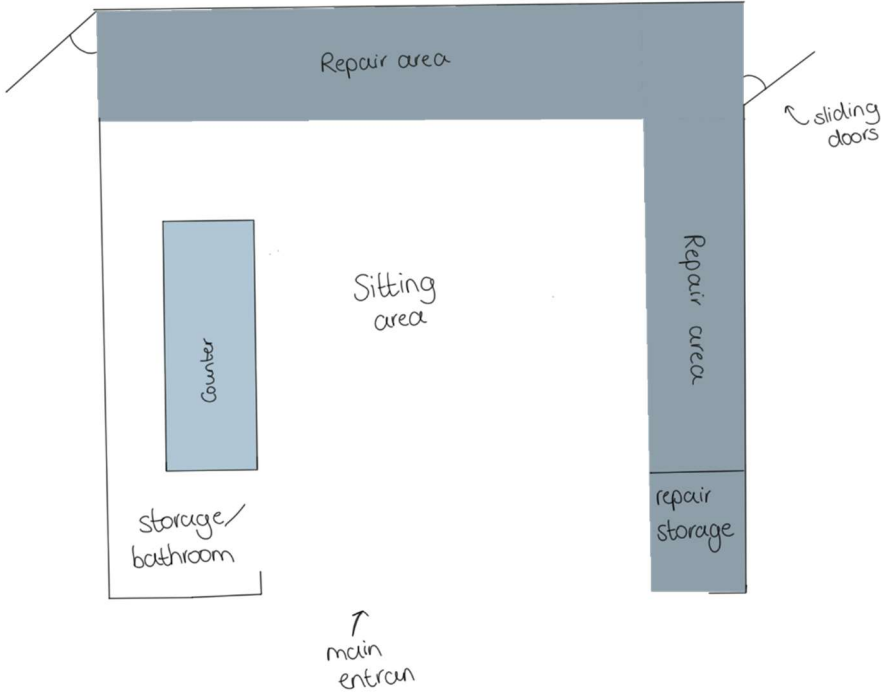 Repair area
sliding
doors
Sitting
area
Repair area
Counter
repair
storage
storage/
bathroom
main
entran